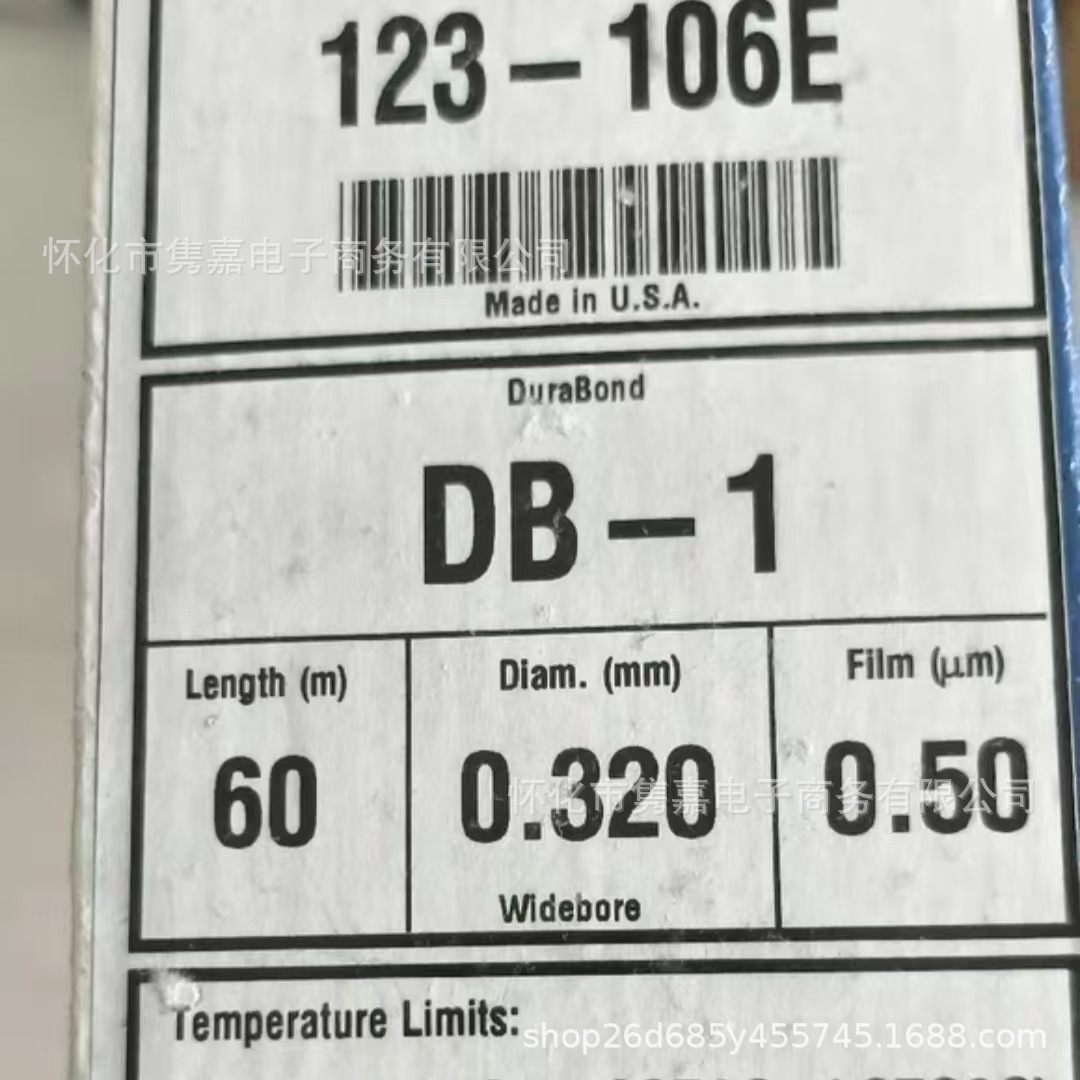 123-106E
怀化市隽嘉电子商务有限公司
Made in U.S.A.
DuraBond
DB-1
Length (m)
Diam. (mm)
Film (μm)
60
0.320
0.50
怀化市隽嘉电子商务有限公司
Widebore
Temperature Limits:
shop26d685y455745.1688.com